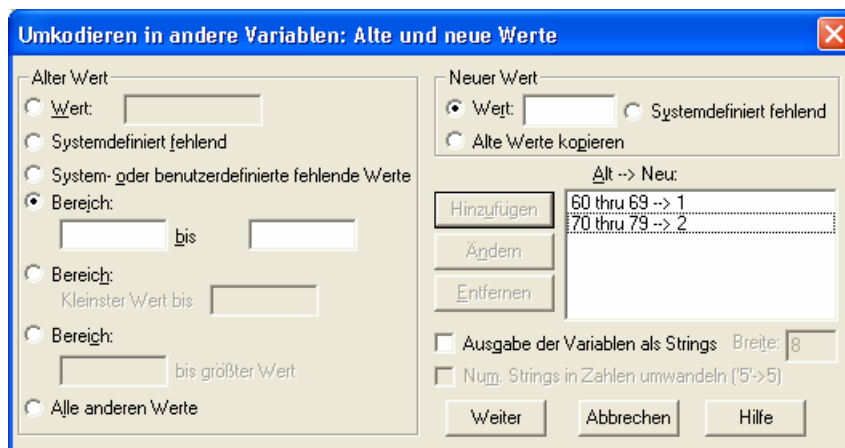 Umkodieren in andere Variablen: Alte und neue Werte
Alter Wert
Wert:
Systemdefiniert fehlend
System- oder benutzerdefinierte fehlende Werte
Bereich:
bis
Bereich:
Kleinster Wert bis
Bereich:
bis größter Wert
Alle anderen Werte
Neuer Wert
Wert:
Systemdefiniert fehlend
Alte Werte kopieren
Alt --> Neu:
Hinzufügen
Ändern
Entfernen
60 thru 69 --> 1
70 thru 79 --> 2
Ausgabe der Variablen als Strings
Breite: 8
Num. Strings in Zahlen umwandeln ('5'->5)
Weiter
Abbrechen
Hilfe